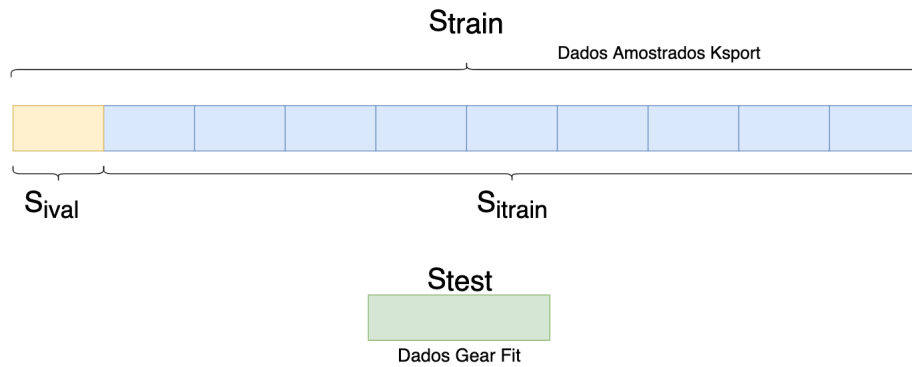 Strain
Dados Amostrados Ksport
Sival
Sitrain
Stest
Dados Gear Fit